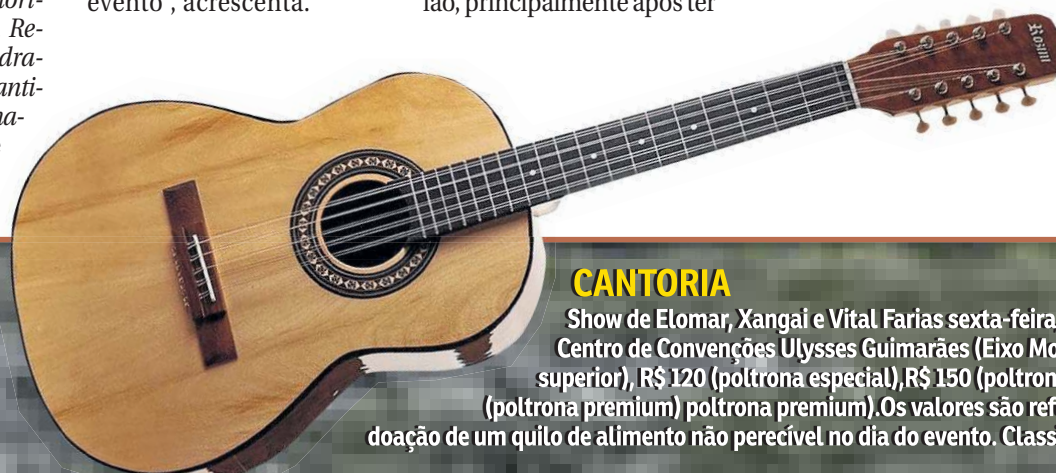 evento", acrescenta.
lão, principalmente após ter
Re-
dra-
anti-
Rozini
CANTORIA
Show de Elomar, Xangai e Vital Farias sexta-feira
Centro de Convenções Ulysses Guimarães (Eixo Mo
superior), R$ 120 (poltrona especial),R$ 150 (poltron
(poltrona premium) poltrona premium).Os valores são ref
doação de um quilo de alimento não perecível no dia do evento. Class